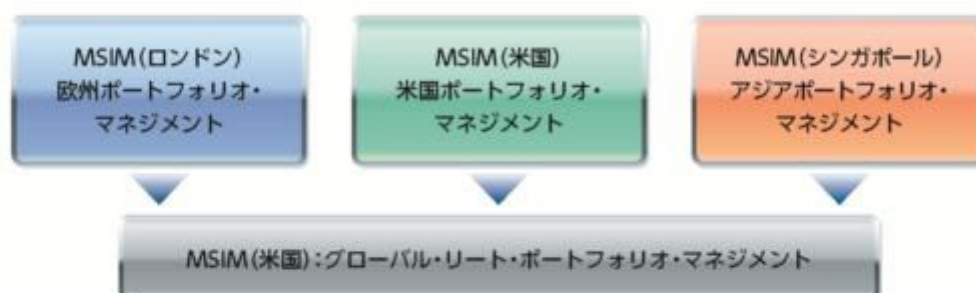 MSIM(ロンドン)
欧州ポートフォリオ・
マネジメント
MSIM(米国)
米国ポートフォリオ・
マネジメント
MSIM(シンガポール)
アジアポートフォリオ・
マネジメント
MSIM(米国):グローバル・リート・ポートフォリオ・マネジメント